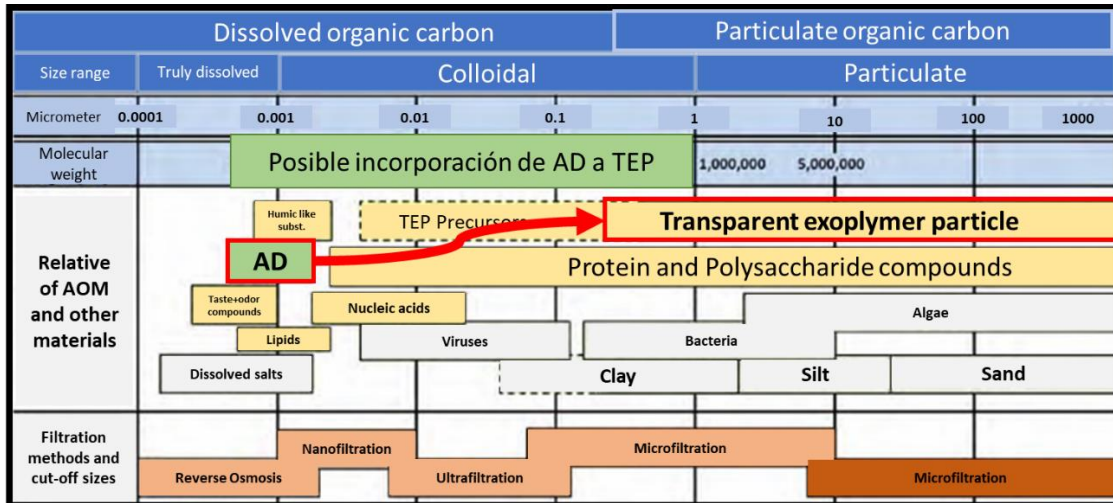 Dissolved organic carbon
Particulate organic carbon
Size range
Truly dissolved
Colloidal
Particulate
Micrometer
0.0001
0.001
0.01
0.1
1
10
100
1000
Molecular
weight
Posible incorporación de AD a TEP
1,000,000
5,000,000
Relative
of AOM
and other
materials
Humic like
subst.
TEP Precursors
Transparent exoplymer particle
AD
Protein and Polysaccharide compounds
Taste+odor
compounds
Nucleic acids
Algae
Lipids
Viruses
Bacteria
Dissolved salts
Clay
Silt
Sand
Filtration
methods and
cut-off sizes
Nanofiltration
Microfiltration
Reverse Osmosis
Ultrafiltration
Microfiltration